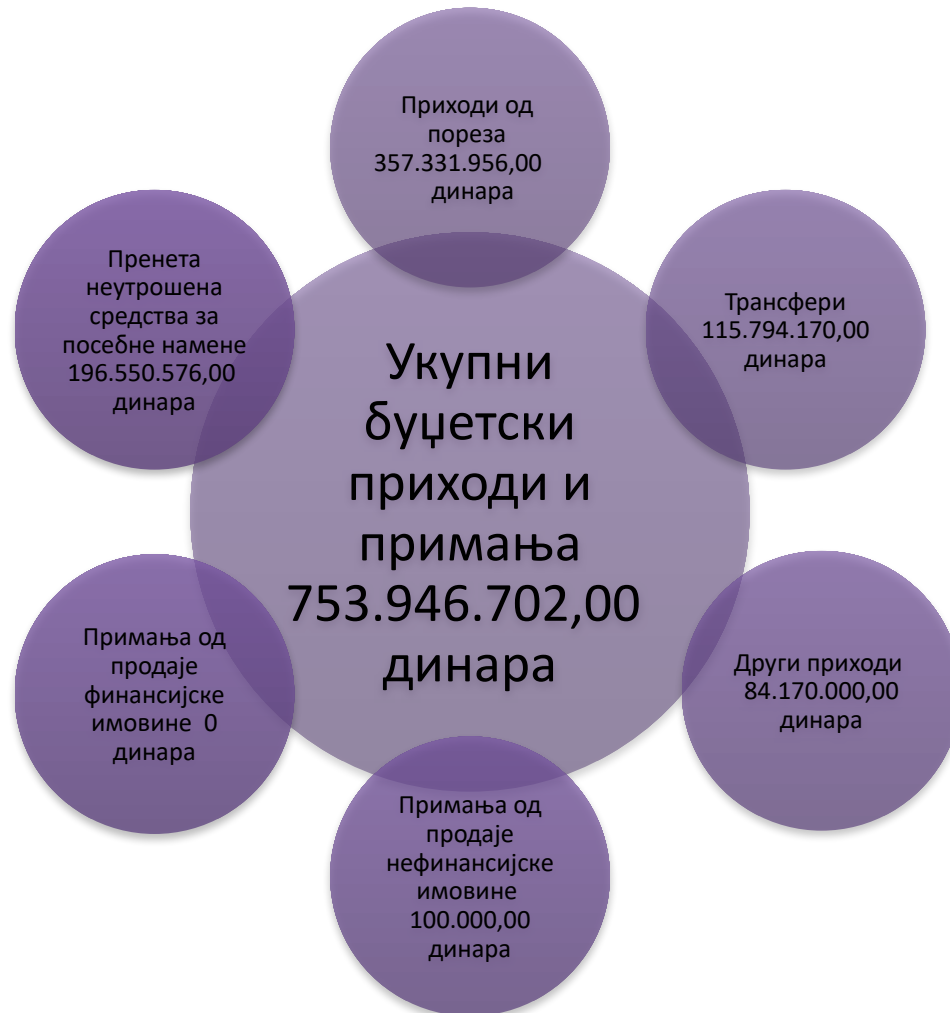 Приходи од
пореза
357.331.956,00
динара
Трансфери
115.794.170,00
динара
Други приходи
84.170.000,00
динара
Примања од
продаје
нефинансијске
имовине
100.000,00
динара
Примања од
продаје
финансијске
имовине 0
динара
Пренета
неутрошена
средства за
посебне намене
196.550.576,00
динара
Укупни
буџетски
приходи и
примања
753.946.702,00
динара